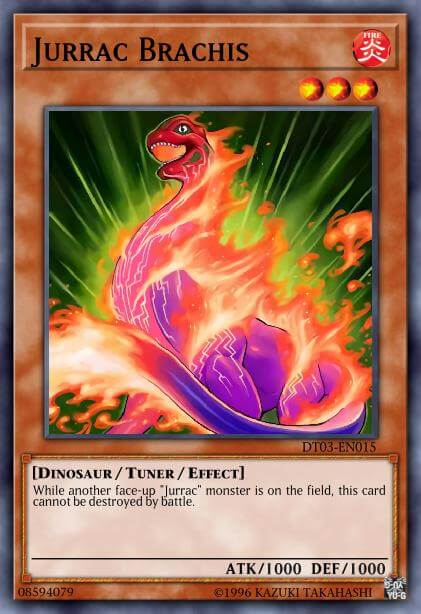 JURRAC BRACHIS
FIRE
炎
DT03-EN015
[DINOSAUR / TUNER / EFFECT]
While another face-up "Jurrac" monster is on the field, this card
cannot be destroyed by battle.
ATK/1000 DEF/1000
08594079
©1996 KAZUKI TAKAHASHI